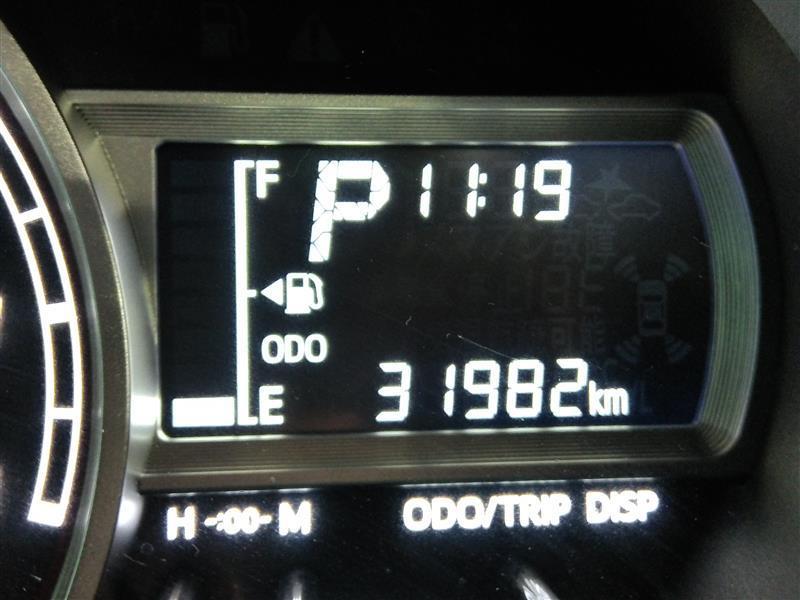 F P 11:19
ODO
E 31982km
H -:00- M ODO/TRIP DISP